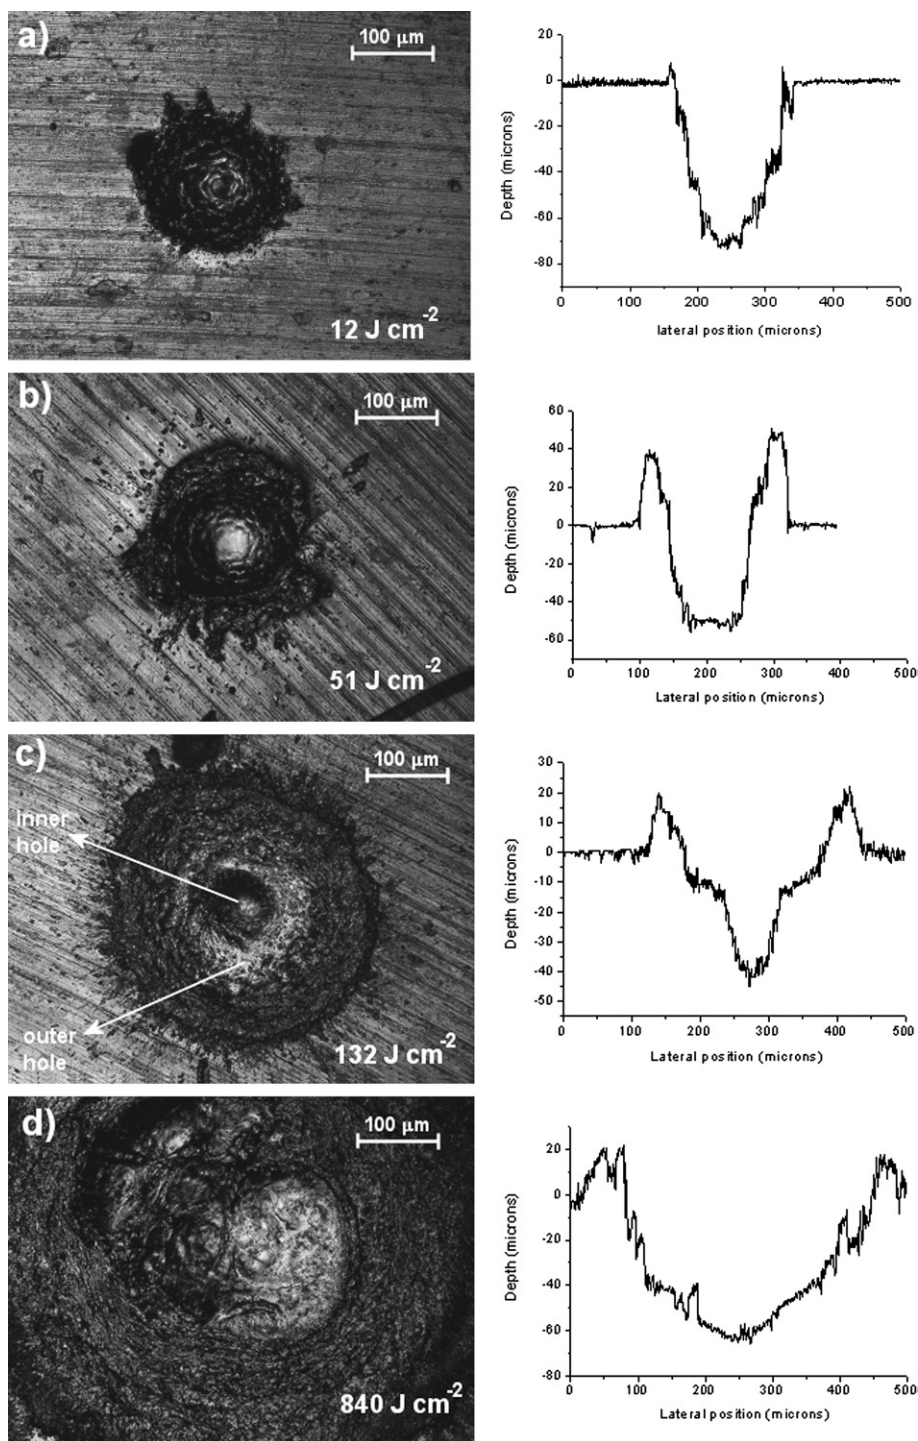 a)
100 µm
12 J cm-2
20
0
-20
-40
-60
-80
Depth (microns)
0 100 200 300 400 500
lateral position (microns)
b)
100 µm
51 J cm-2
60
40
20
0
-20
-40
-60
Depth (microns)
0 100 200 300 400 500
Lateral position (microns)
c)
100 µm
inner
hole
outer
hole
132 J cm-2
30
20
10
0
-10
-20
-30
-40
-50
Depth (microns)
0 100 200 300 400 500
Lateral position (microns)
d)
100 µm
840 J cm-2
20
0
-20
-40
-60
-80
Depth (microns)
0 100 200 300 400 500
Lateral position (microns)